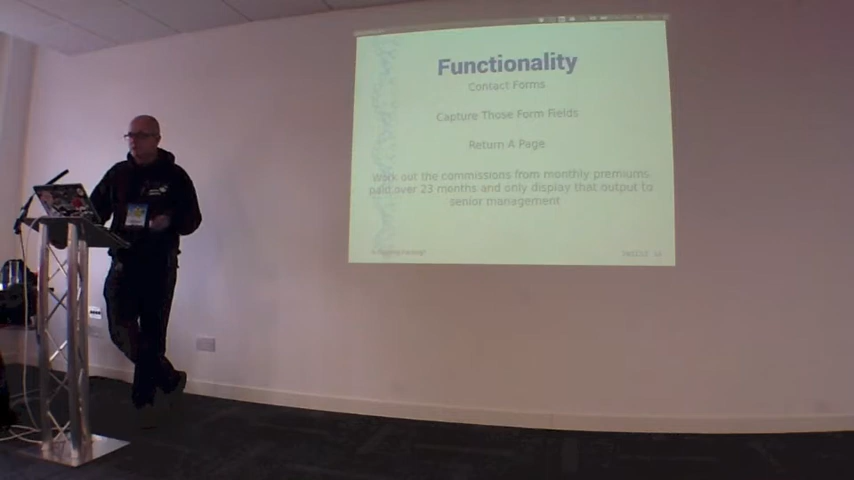 Functionality
Contact Forms
Capture Those Form Fields
Return A Page
Work out the commissions from monthly premiums
paid over 23 months and only display that output to
senior management